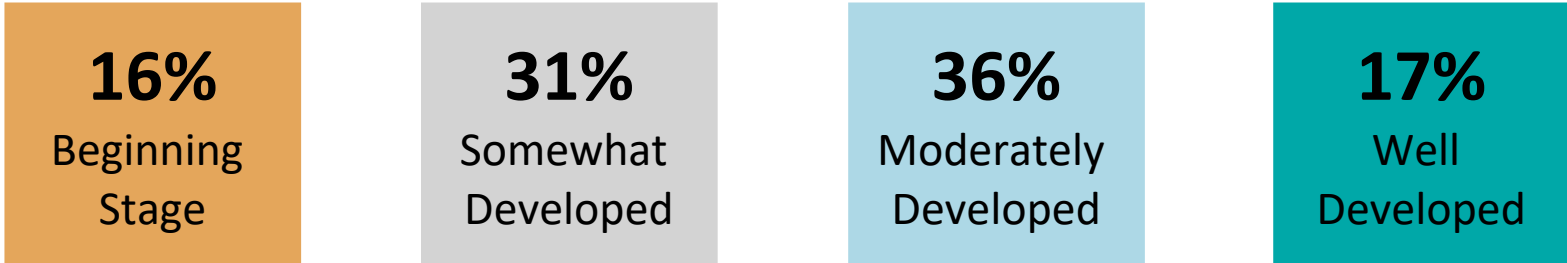 16%
Beginning
Stage
31%
Somewhat
Developed
36%
Moderately
Developed
17%
Well
Developed